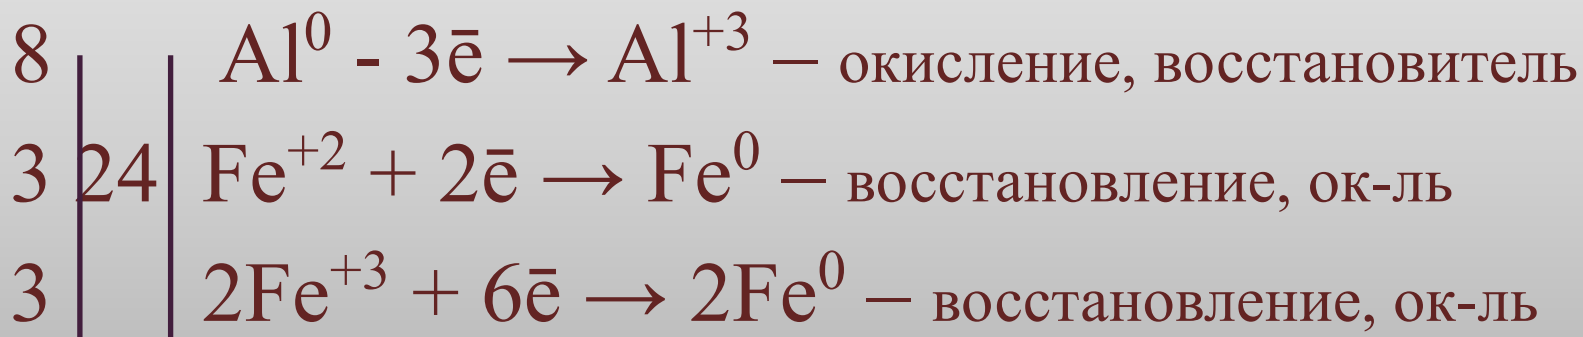 8 Al⁰ - 3ē → Al⁺³ – окисление, восстановитель
3 24 Fe⁺² + 2ē → Fe⁰ – восстановление, ок-ль
3 2Fe⁺³ + 6ē → 2Fe⁰ – восстановление, ок-ль